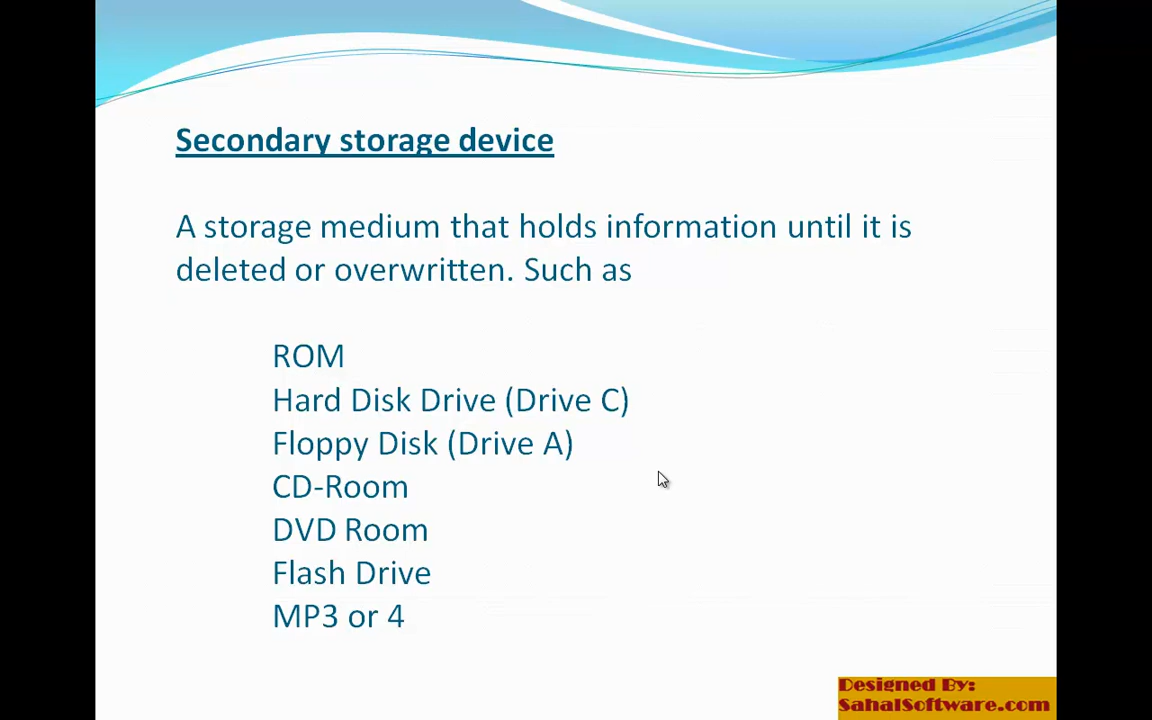 Secondary storage device
A storage medium that holds information until it is
deleted or overwritten. Such as
ROM
Hard Disk Drive (Drive C)
Floppy Disk (Drive A)
CD-Room
DVD Room
Flash Drive
MP3 or 4
Designed By:
SahalSoftware.com